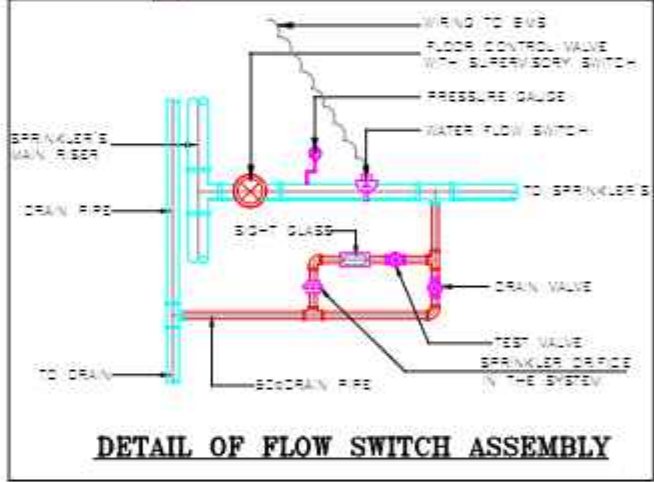 WIRING TO BMS
FLOOR CONTROL VALVE
WITH SUPERVISORY SWITCH
PRESSURE GAUGE
WATER FLOW SWITCH
SPRINKLER'S
MAIN RISER
DRAIN PIPE
TO SPRINKLER'S
SIGHT GLASS
DRAIN VALVE
TEST VALVE
SPRINKLER ORIFICE
IN THE SYSTEM
TO DRAIN
DRAIN PIPE
DETAIL OF FLOW SWITCH ASSEMBLY